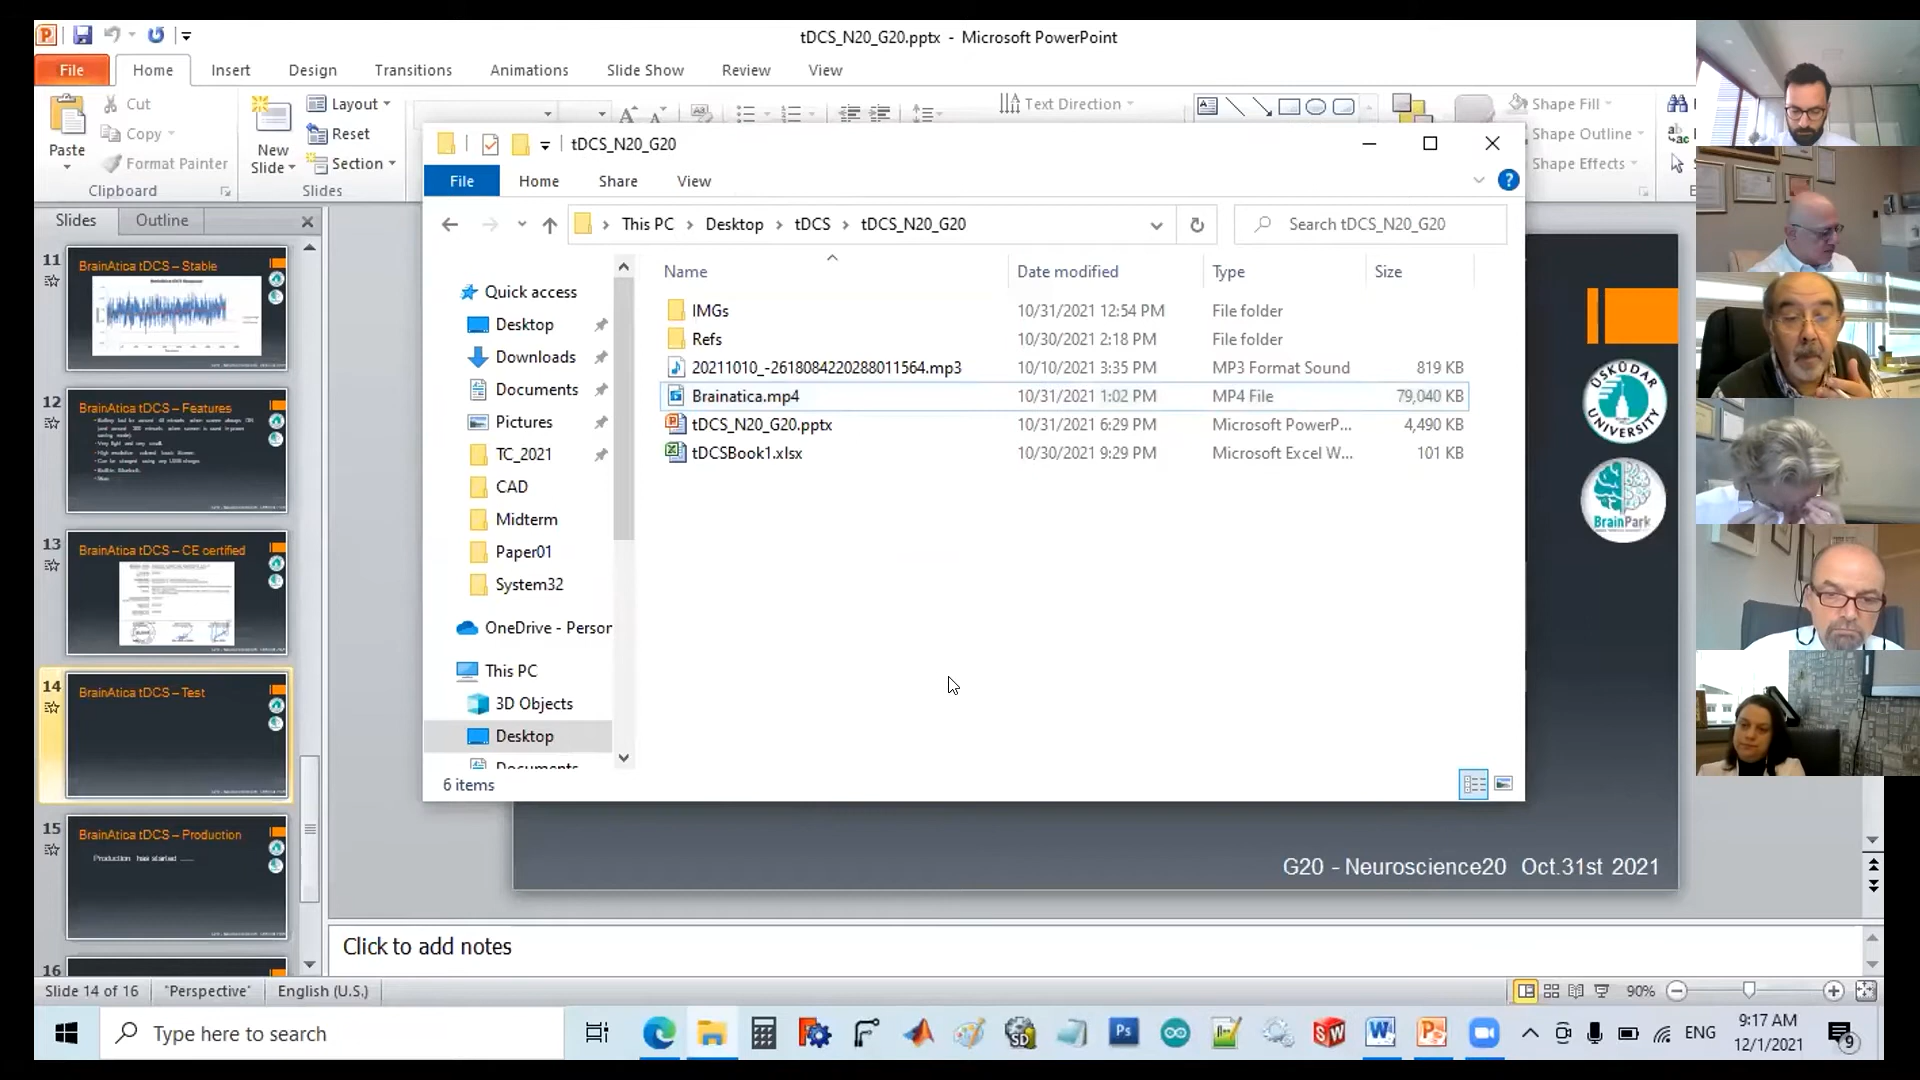 tDCS_N20_G20.pptx - Microsoft PowerPoint
File Home Insert Design Transitions Animations Slide Show Review View
Paste
Cut
Copy
Format Painter
Clipboard
New
Slide
Layout
Reset
Section
Slides
Text Direction
Shape Fill
Shape Outline
Shape Effects
Slides Outline
11
BrainAtica tDCS – Stable
12
BrainAtica tDCS – Features
13
BrainAtica tDCS – CE certified
14
BrainAtica tDCS – Test
15
BrainAtica tDCS – Production
Production has started ......
16
tDCS_N20_G20
File Home Share View
This PC Desktop tDCS tDCS_N20_G20
Search tDCS_N20_G20
Quick access
Desktop
Downloads
Documents
Pictures
TC_2021
CAD
Midterm
Paper01
System32
OneDrive - Person
This PC
3D Objects
Desktop
Documents
Name Date modified Type Size
IMGs 10/31/2021 12:54 PM File folder
Refs 10/30/2021 2:18 PM File folder
20211010_-2618084220288011564.mp3 10/10/2021 3:35 PM MP3 Format Sound 819 KB
Brainatica.mp4 10/31/2021 1:02 PM MP4 File 79,040 KB
tDCS_N20_G20.pptx 10/31/2021 6:29 PM Microsoft PowerP... 4,490 KB
tDCSBook1.xlsx 10/30/2021 9:29 PM Microsoft Excel W... 101 KB
6 items
ÜSKÜDAR
UNIVERSITY
BrainPark
G20 - Neuroscience20 Oct.31st 2021
Click to add notes
Slide 14 of 16 "Perspective" English (U.S.)
90%
Type here to search
Ps
SW
ENG
9:17 AM
12/1/2021
9